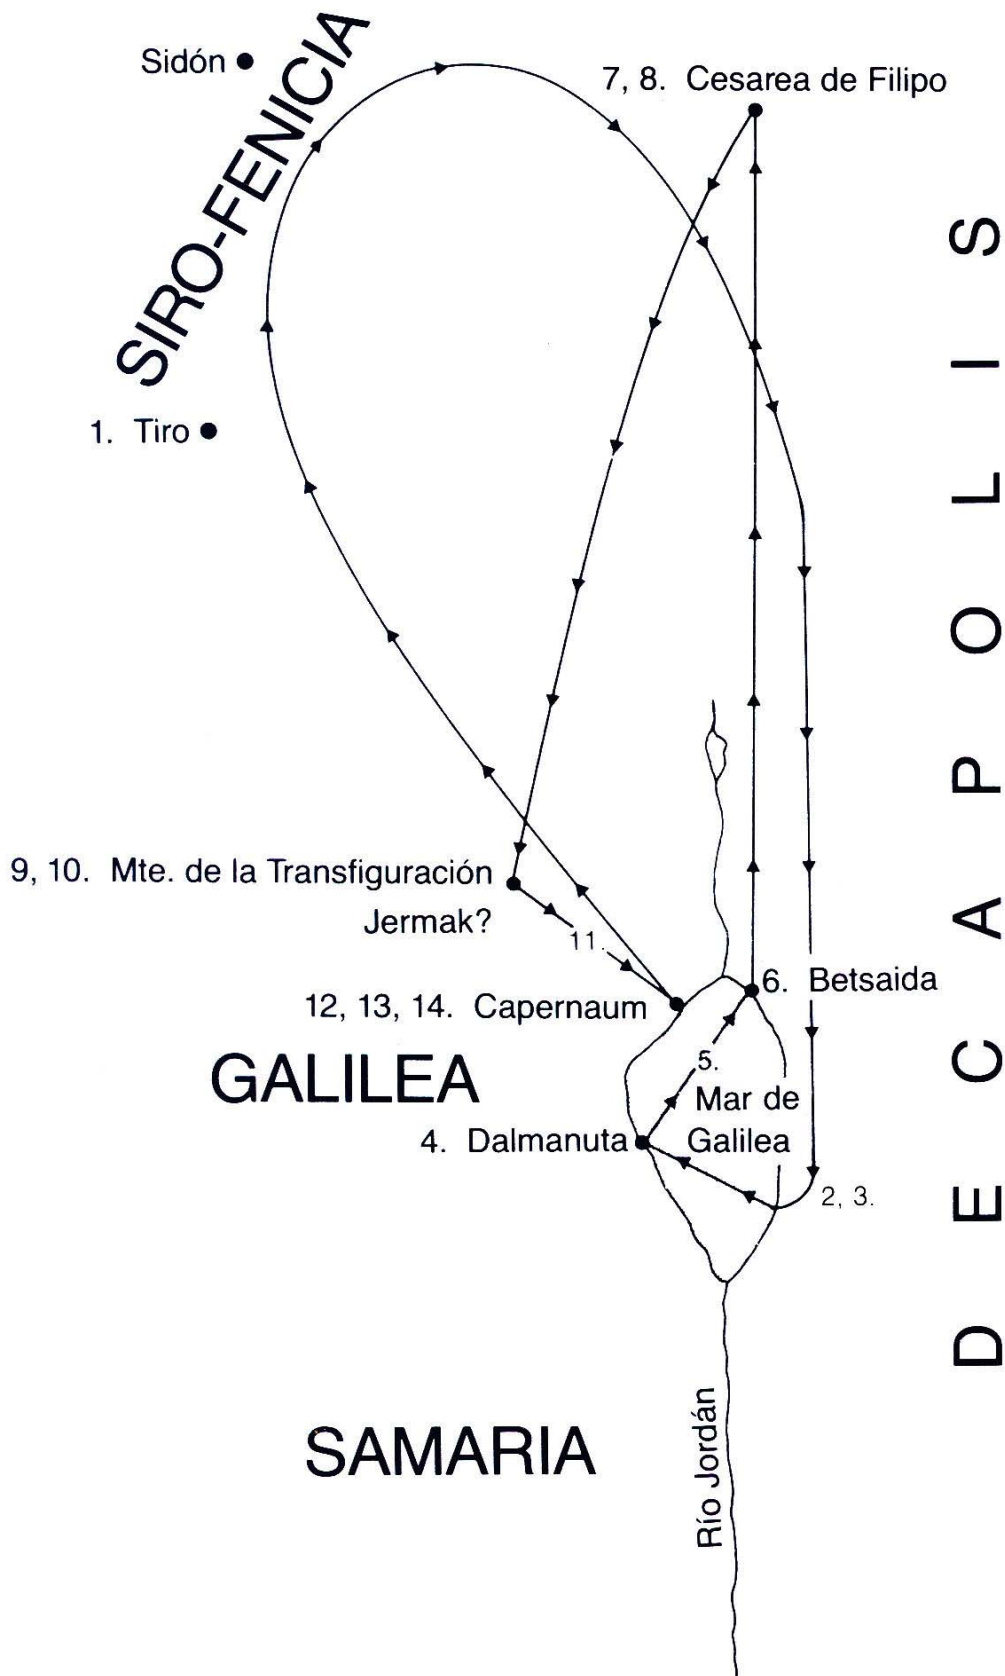 Sidón
7, 8. Cesarea de Filipo
SIRO-FENICIA
1. Tiro
DECAPOLIS
9, 10. Mte. de la Transfiguración
Jermak?
11.
6. Betsaida
12, 13, 14. Capernaum
GALILEA
5.
Mar de
Galilea
4. Dalmanuta
2, 3.
Río Jordán
SAMARIA